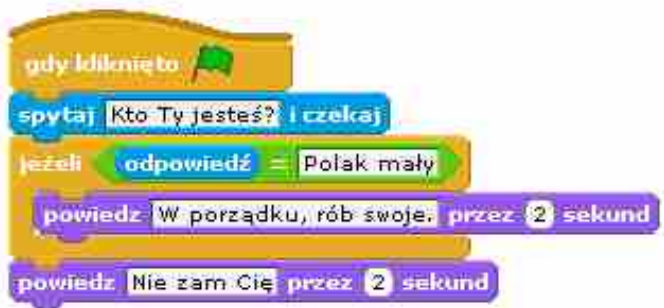 gdy kliknięto
spytaj Kto Ty jesteś? i czekaj
jeżeli odpowiedź = Polak mały
powiedz W porządku, rób swoje. przez 2 sekund
powiedz Nie zam Cię przez 2 sekund